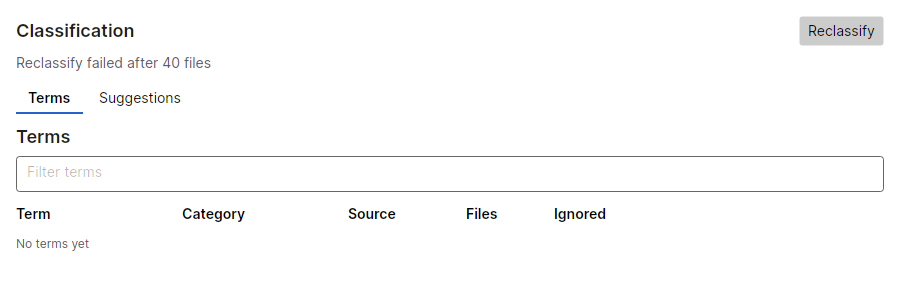 Classification
Reclassify
Reclassify failed after 40 files
Terms Suggestions
Terms
Filter terms
Term Category Source Files Ignored
No terms yet